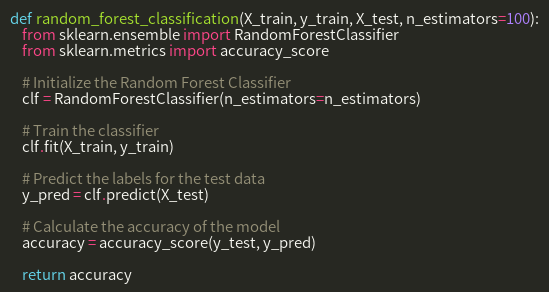 def random_forest_classification(X_train, y_train, X_test, n_estimators=100):
from sklearn.ensemble import RandomForestClassifier
from sklearn.metrics import accuracy_score
# Initialize the Random Forest Classifier
clf = RandomForestClassifier(n_estimators=n_estimators)
# Train the classifier
clf.fit(X_train, y_train)
# Predict the labels for the test data
y_pred = clf.predict(X_test)
# Calculate the accuracy of the model
accuracy = accuracy_score(y_test, y_pred)
return accuracy